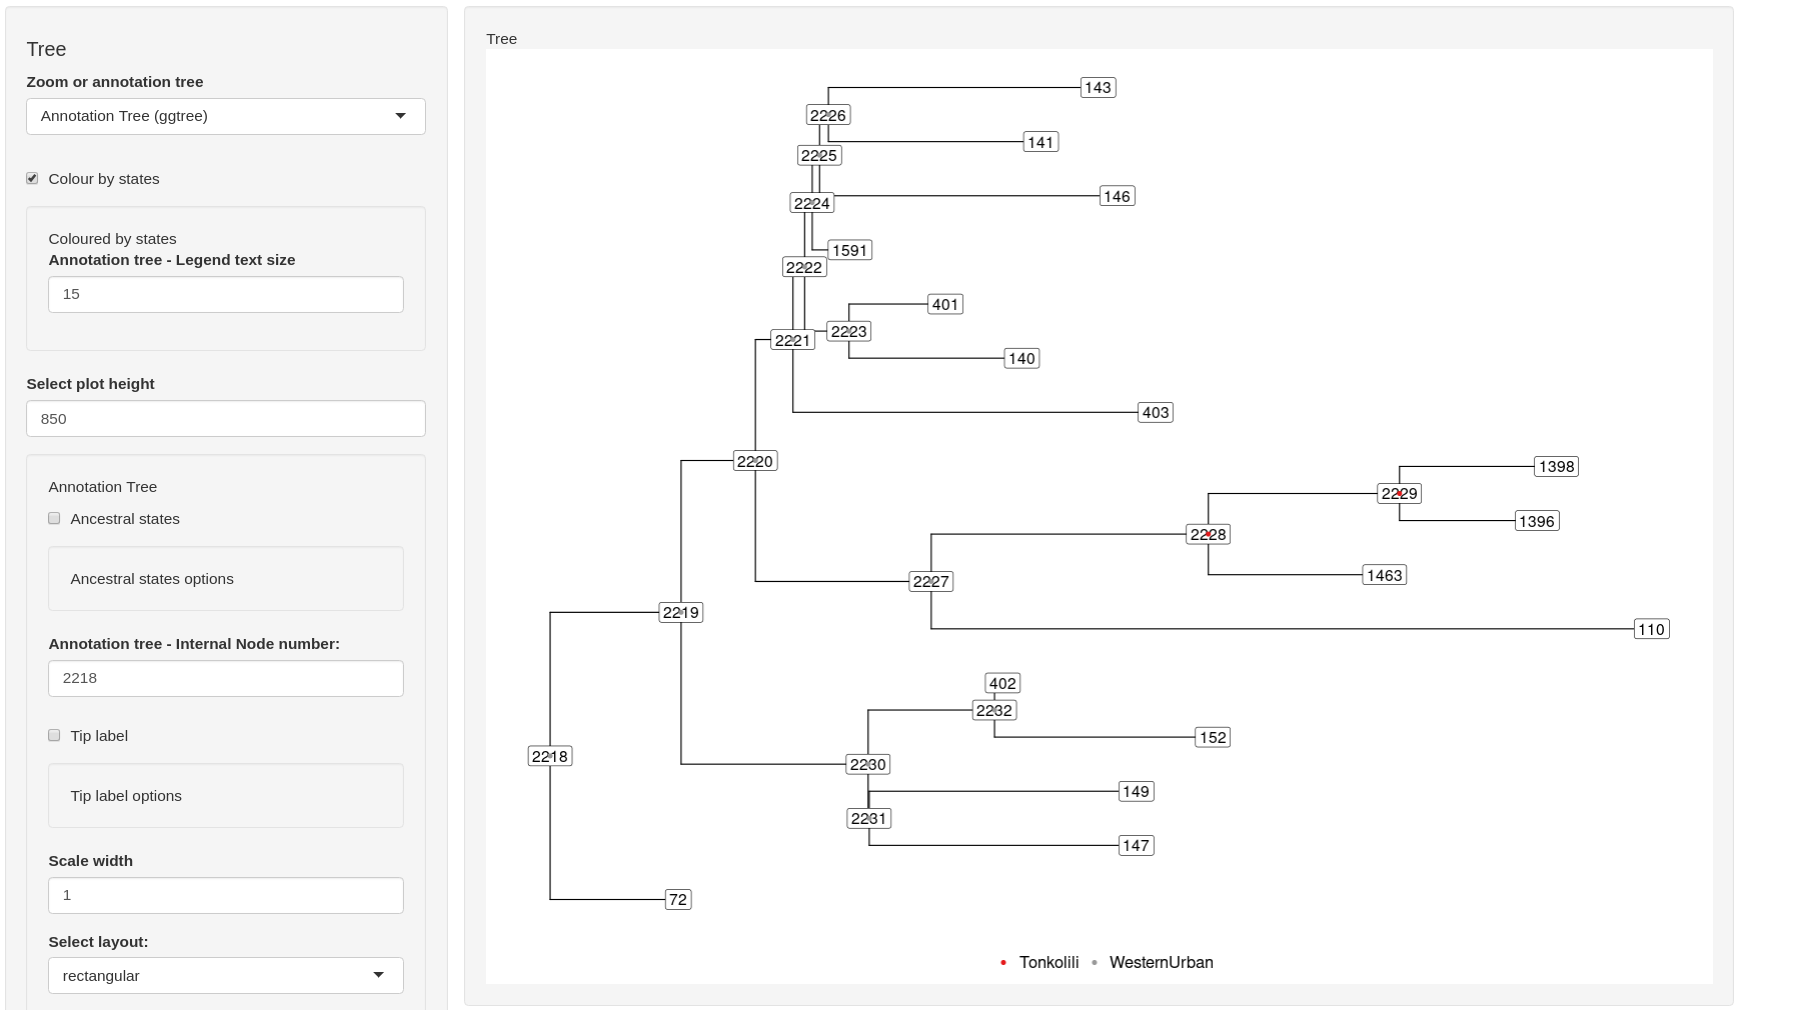 Tree
Zoom or annotation tree
Annotation Tree (ggtree)
Colour by states
Coloured by states
Annotation tree - Legend text size
15
Select plot height
850
Annotation Tree
Ancestral states
Ancestral states options
Annotation tree - Internal Node number:
2218
Tip label
Tip label options
Scale width
1
Select layout:
rectangular
Tree
143
2226
141
2225
146
2224
1591
2222
401
2223
2221
140
403
2220
1398
2229
1396
2228
1463
2227
2219
110
402
2232
152
2218
2230
149
2231
147
72
Tonkolili WesternUrban